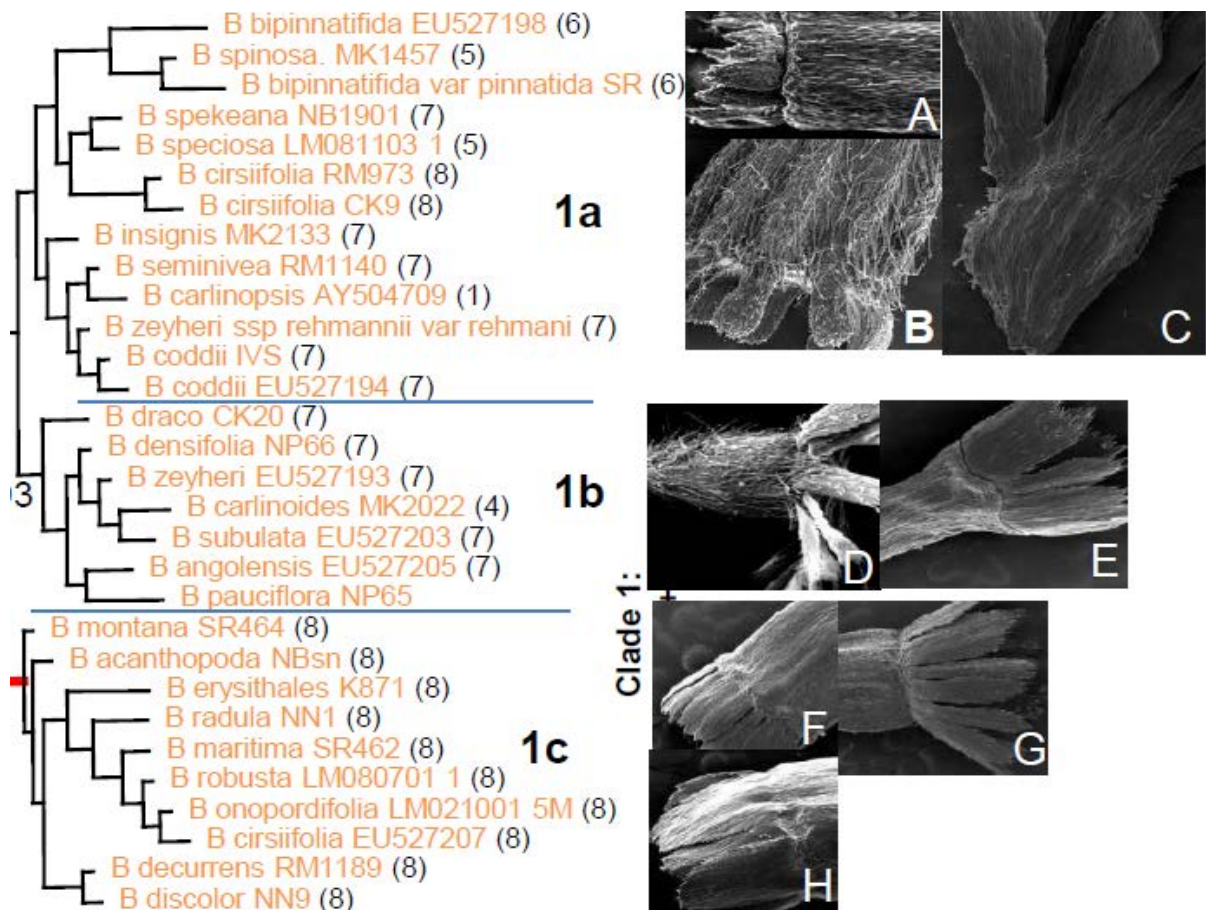 B bipinnatifida EU527198 (6)
B spinosa. MK1457 (5)
B bipinnatifida var pinnatida SR (6)
B spekeana NB1901 (7)
B speciosa LM081103 1 (5)
B cirsiifolia RM973 (8)
B cirsiifolia CK9 (8)
1a
B insignis MK2133 (7)
B seminivea RM1140 (7)
B carlinopsis AY504709 (1)
B zeyheri ssp rehmannii var rehmani (7)
B coddii IVS (7)
B coddii EU527194 (7)
B draco CK20 (7)
B densifolia NP66 (7)
B zeyheri EU527193 (7)
B carlinoides MK2022 (4)
B subulata EU527203 (7)
B angolensis EU527205 (7)
B pauciflora NP65
1b
93
B montana SR464 (8)
B acanthopoda NBsn (8)
B erysithales K871 (8)
B radula NN1 (8)
B maritima SR462 (8)
B robusta LM080701 1 (8)
B onopordifolia LM021001 5M (8)
B cirsiifolia EU527207 (8)
B decurrens RM1189 (8)
B discolor NN9 (8)
1c
Clade 1:
+
A
B
C
D
E
F
G
H